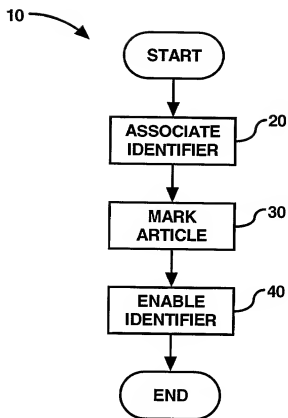 10
START
ASSOCIATE
IDENTIFIER
20
MARK
ARTICLE
30
ENABLE
IDENTIFIER
40
END